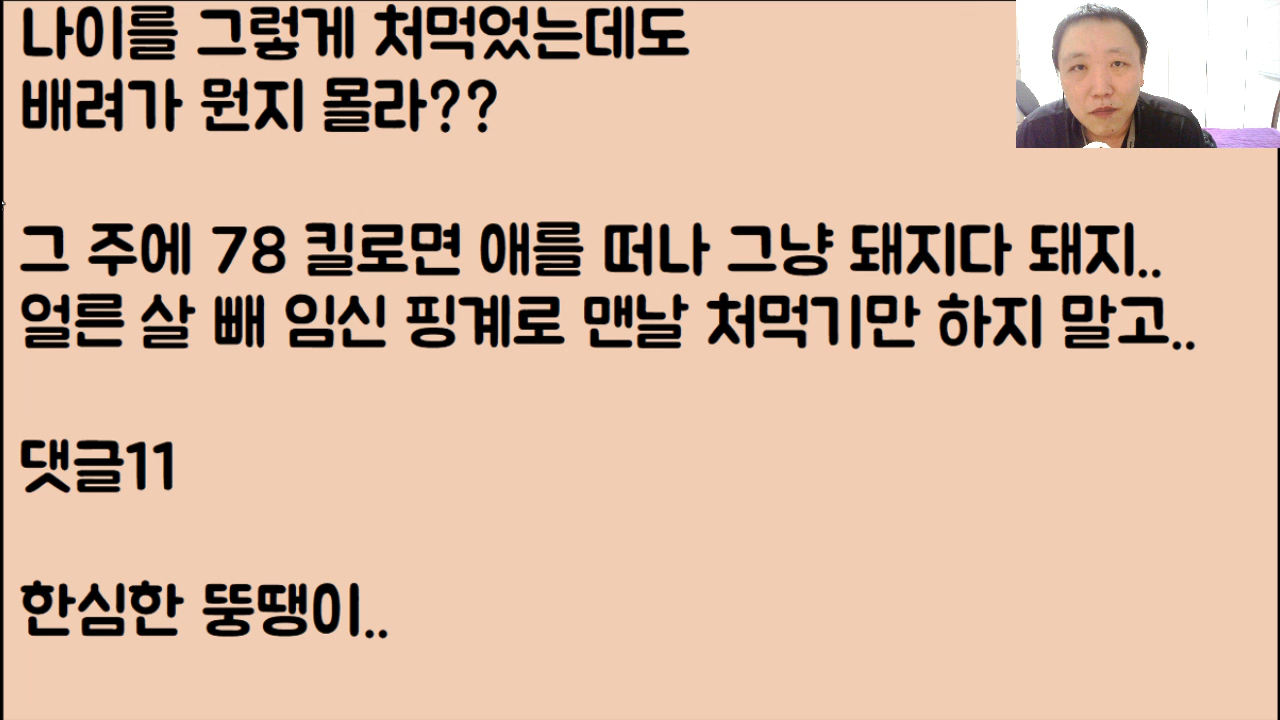 나이를 그렇게 처먹었는데도
배려가 뭔지 몰라??
그 주에 78 킬로면 애를 떠나 그냥 돼지다 돼지..
얼른 살 빼 임신 핑계로 맨날 처먹기만 하지 말고..
댓글11
한심한 뚱땡이..